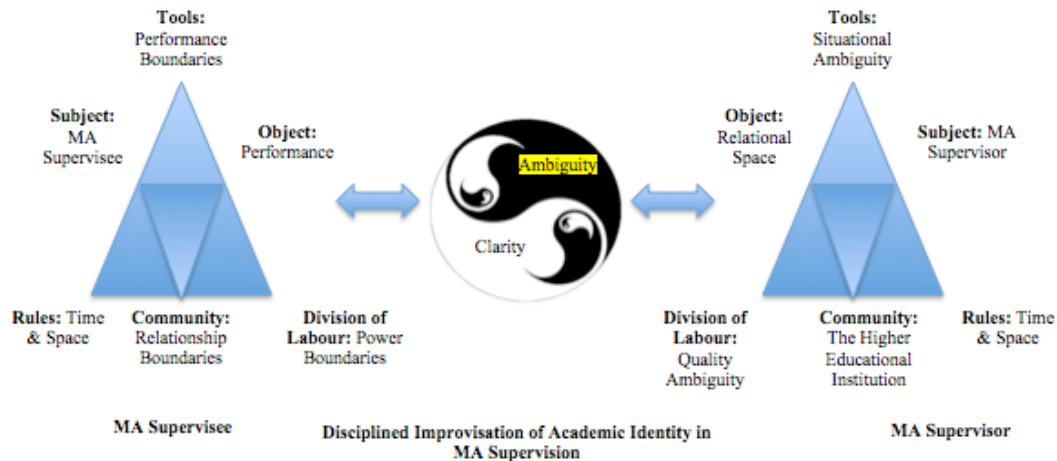 Tools:
Performance
Boundaries
Subject:
MA
Supervisee
Object:
Performance
Rules: Time
& Space
Community:
Relationship
Boundaries
Division of
Labour: Power
Boundaries
MA Supervisee
Ambiguity
Clarity
Disciplined Improvisation of Academic Identity in
MA Supervision
Tools:
Situational
Ambiguity
Object:
Relational
Space
Subject: MA
Supervisor
Division of
Labour:
Quality
Ambiguity
Community:
The Higher
Educational
Institution
Rules: Time
& Space
MA Supervisor